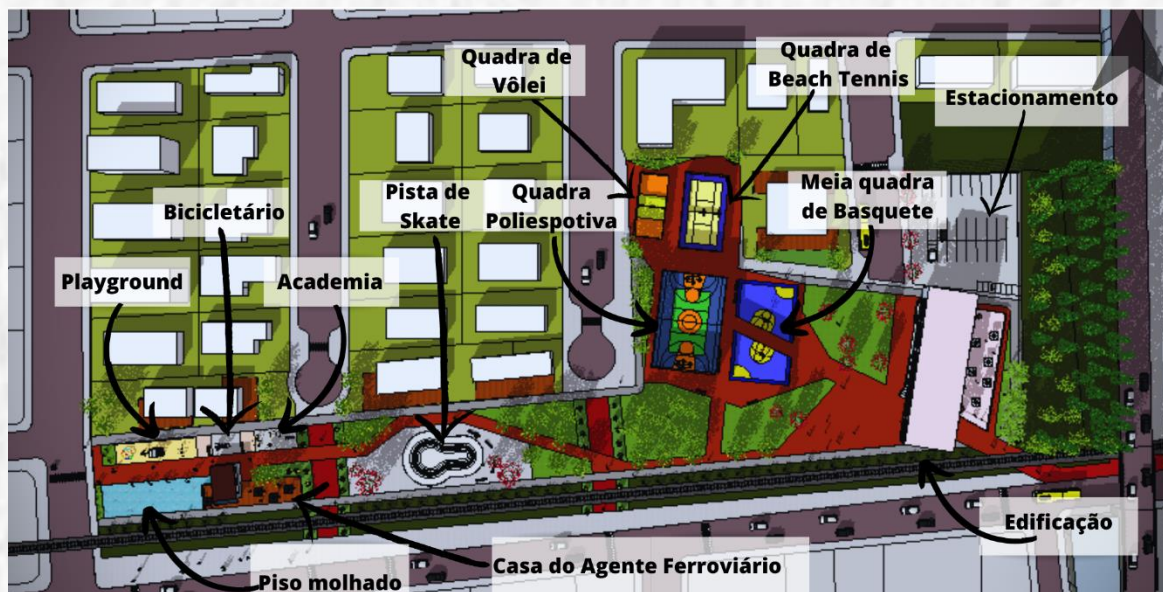 Quadra de
Vôlei
Quadra de
Beach Tennis
Estacionamento
Bicicletário
Pista de
Skate
Quadra
Poliespotiva
Meia quadra
de Basquete
Playground
Academia
Edificação
Casa do Agente Ferroviário
Piso molhado